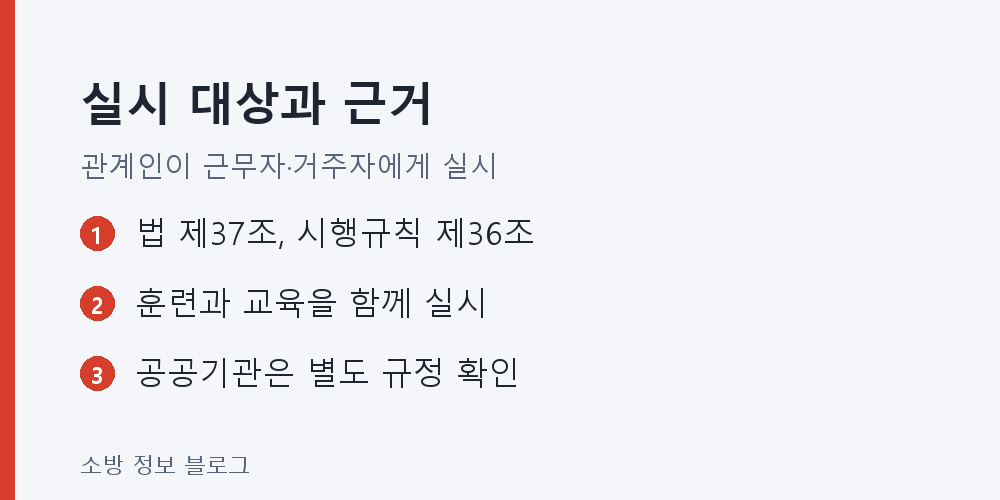 실시 대상과 근거
관계인이 근무자·거주자에게 실시
1 법 제37조, 시행규칙 제36조
2 훈련과 교육을 함께 실시
3 공공기관은 별도 규정 확인
소방 정보 블로그